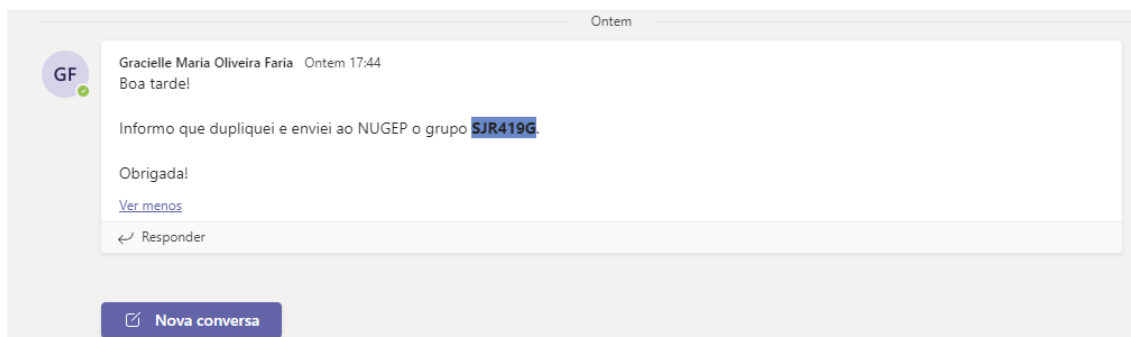 Ontem
GF
Gracielle Maria Oliveira Faria Ontem 17:44
Boa tarde!
Informo que dupliquei e enviei ao NUGEP o grupo SJR419G.
Obrigada!
Ver menos
Responder
Nova conversa